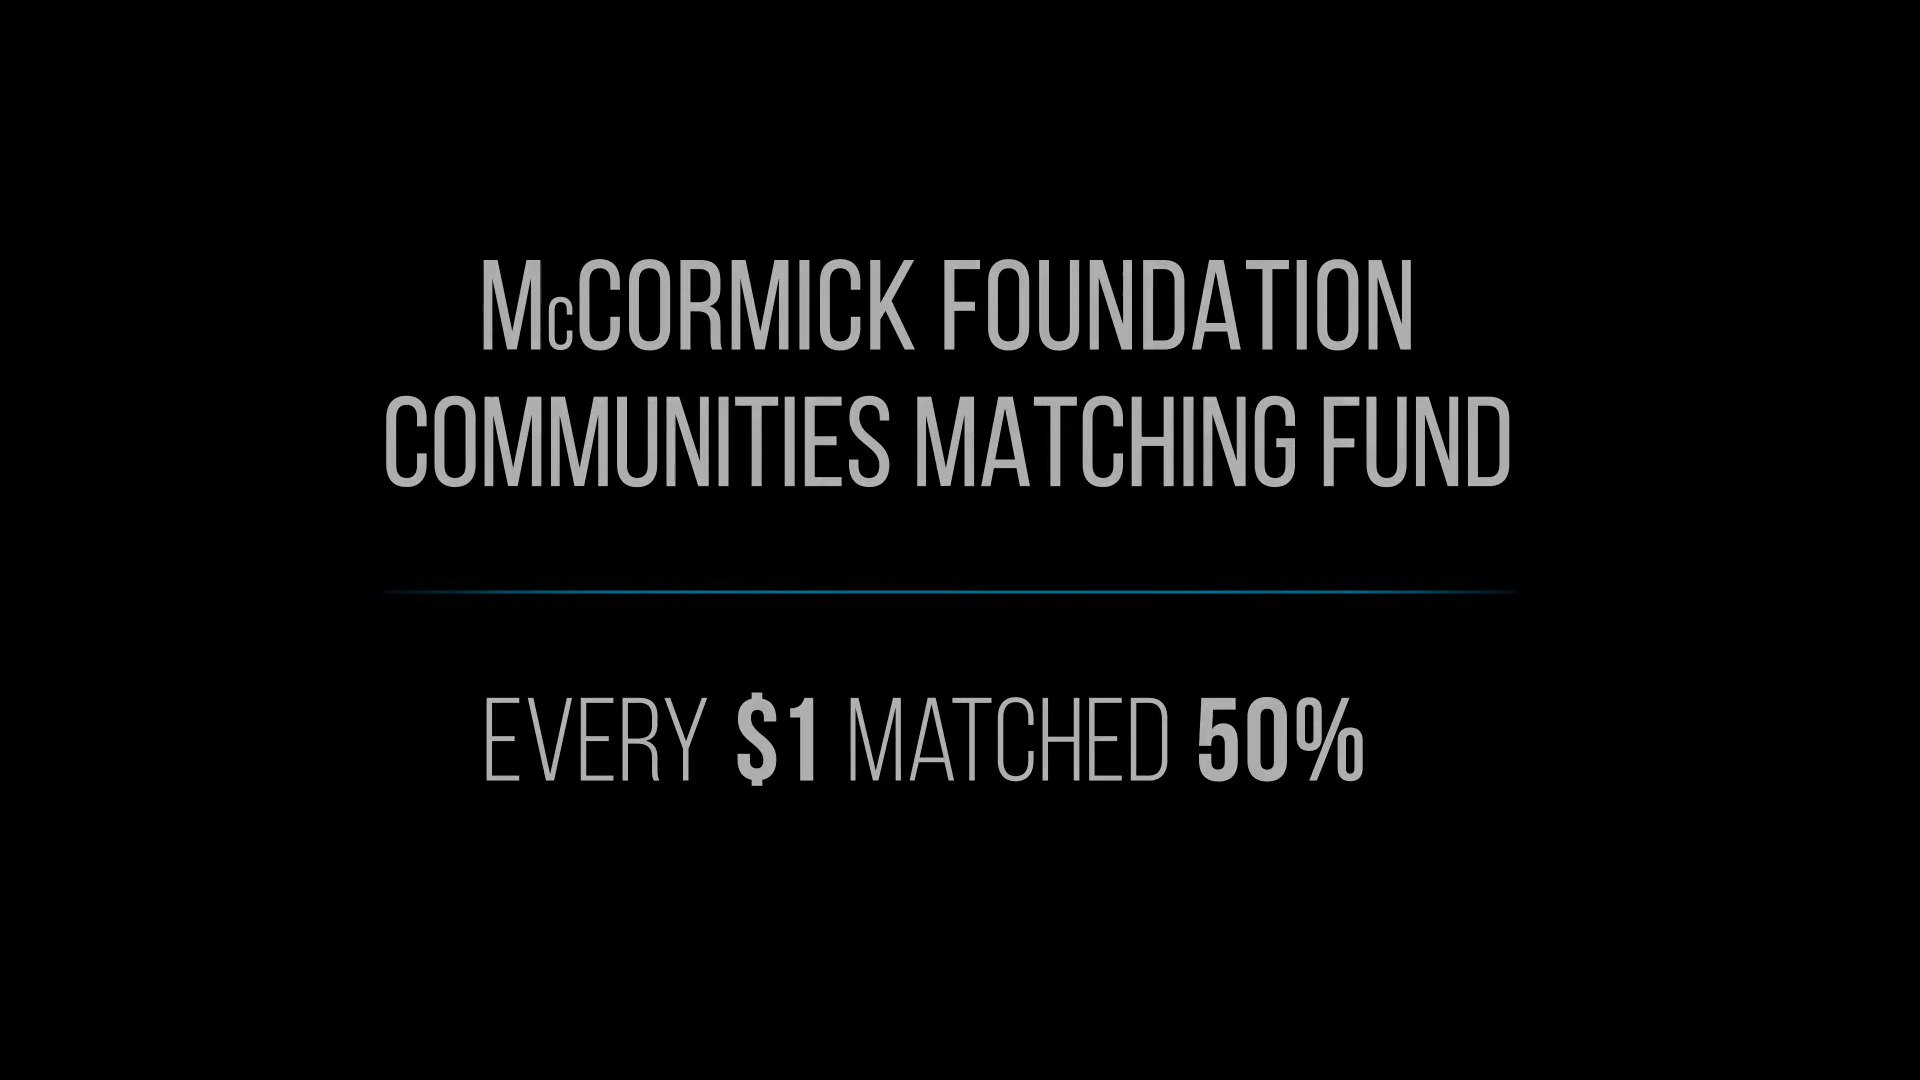 McCORMICK FOUNDATION
COMMUNITIES MATCHING FUND
EVERY $1 MATCHED 50%